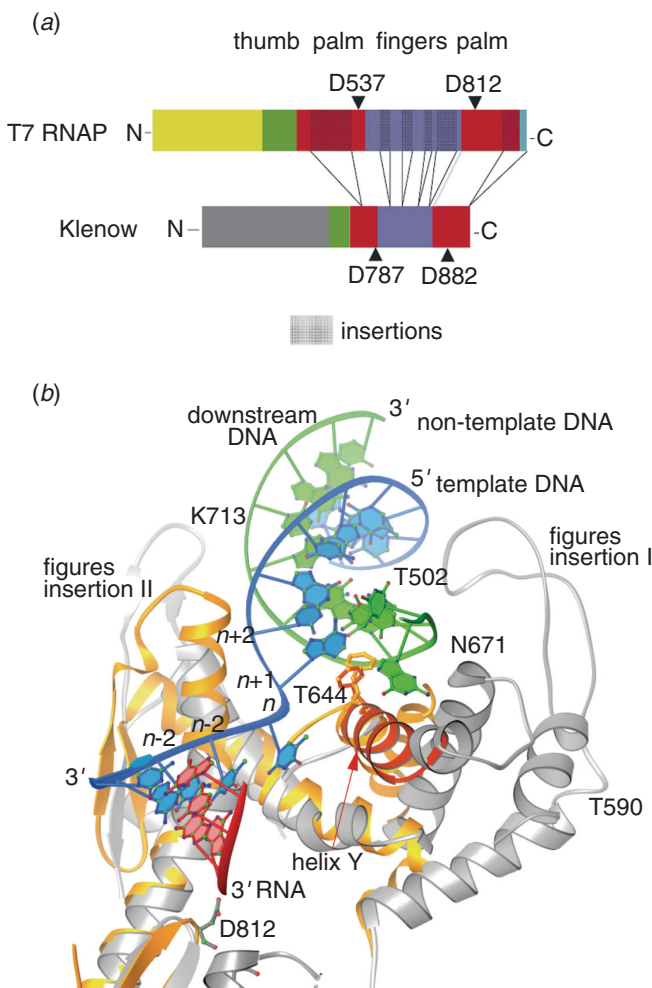 (a)
thumb palm fingers palm
D537 D812
T7 RNAP N- -C
Klenow N- -C
D787 D882
insertions
(b)
downstream DNA
3′ non-template DNA
5′ template DNA
K713
figures insertion II
figures insertion I
T502
n+2
N671
n+1
T644
n
n-2 n-2
3′
T590
helix Y
3′ RNA
D812